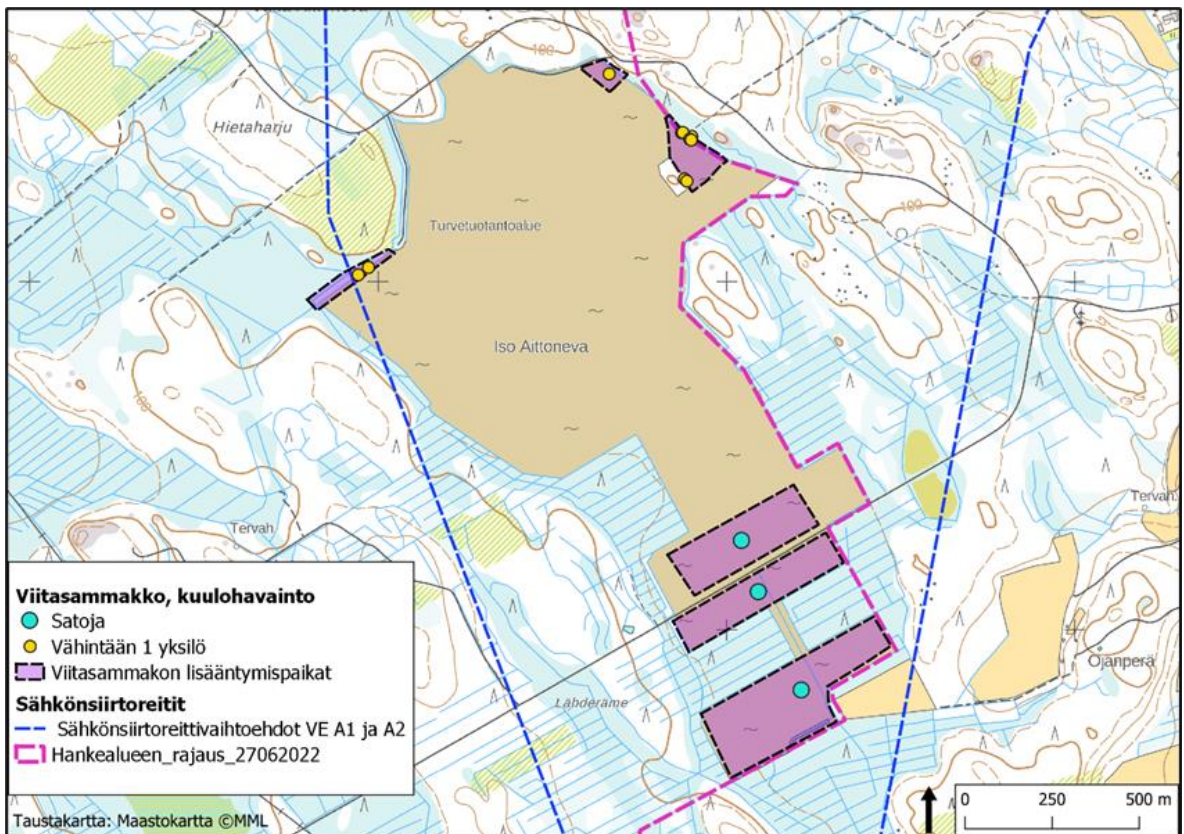 100
Hietaharju
100
Turvetuotantoalue
Iso Aittoneva
100
Tervah.
Tervah.
Ojanperä
Lähderäme
Viitasammakko, kuulohavainto
Satoja
Vähintään 1 yksilö
Viitasammakon lisääntymispaikat
Sähkönsiirtoreitit
Sähkönsiirtoreittivaihtoehdot VE A1 ja A2
Hankealueen_rajaus_27062022
0 250 500 m
Taustakartta: Maastokartta ©MML